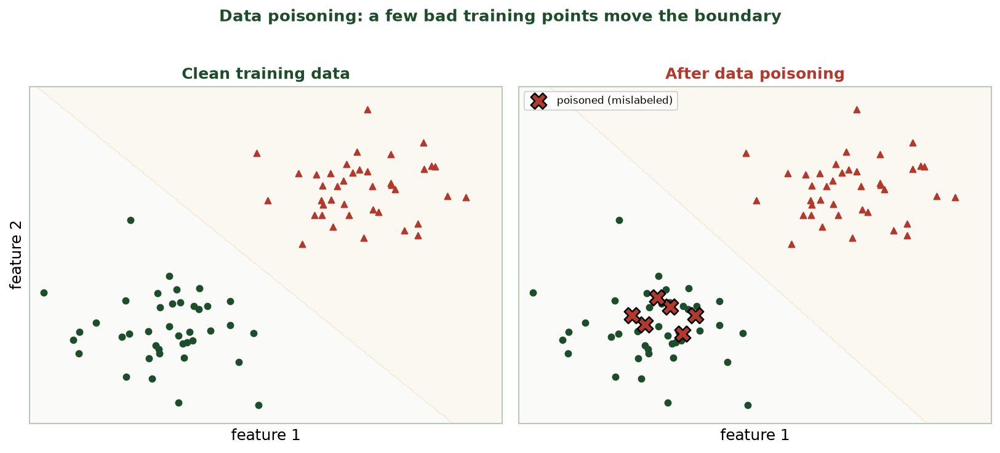 Data poisoning: a few bad training points move the boundary
Clean training data
After data poisoning
poisoned (mislabeled)
feature 2
feature 1
feature 1